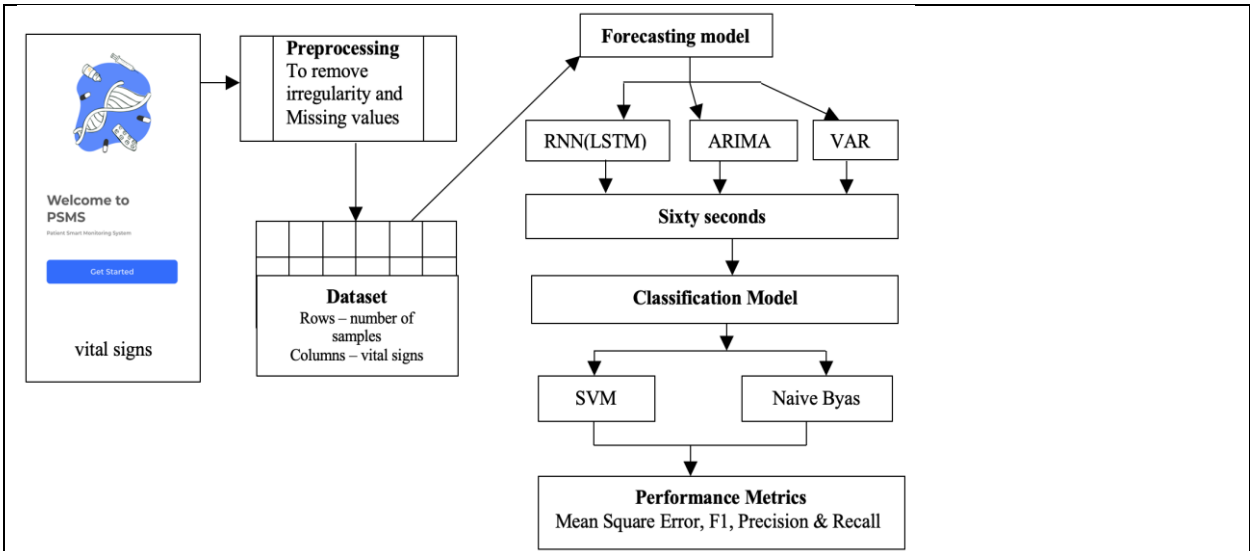 Welcome to
PSMS
Patient Smart Monitoring System
Get Started
vital signs
Preprocessing
To remove
irregularity and
Missing values
Dataset
Rows – number of
samples
Columns – vital signs
Forecasting model
RNN(LSTM)
ARIMA
VAR
Sixty seconds
Classification Model
SVM
Naive Byas
Performance Metrics
Mean Square Error, F1, Precision & Recall